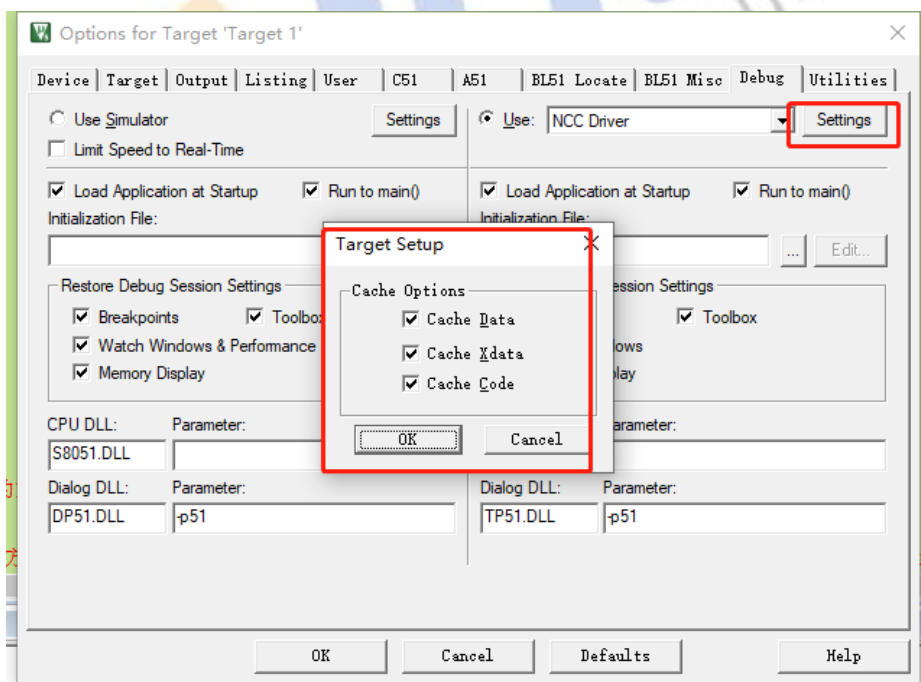 Options for Target 'Target 1'
Device Target Output Listing User C51 A51 BL51 Locate BL51 Misc Debug Utilities
Use Simulator Settings Use: NCC Driver Settings
Limit Speed to Real-Time
Load Application at Startup Run to main() Load Application at Startup Run to main()
Initialization File: Initialization File:
Target Setup
... Edit...
Restore Debug Session Settings Session Settings
Cache Options
Breakpoints Toolbox Toolbox
Cache Data
Watch Windows & Performance
Cache Xdata
Memory Display
Cache Code
CPU DLL: Parameter: Parameter:
OK Cancel
S8051.DLL
Dialog DLL: Parameter: Dialog DLL: Parameter:
DP51.DLL -p51 TP51.DLL -p51
OK Cancel Defaults Help